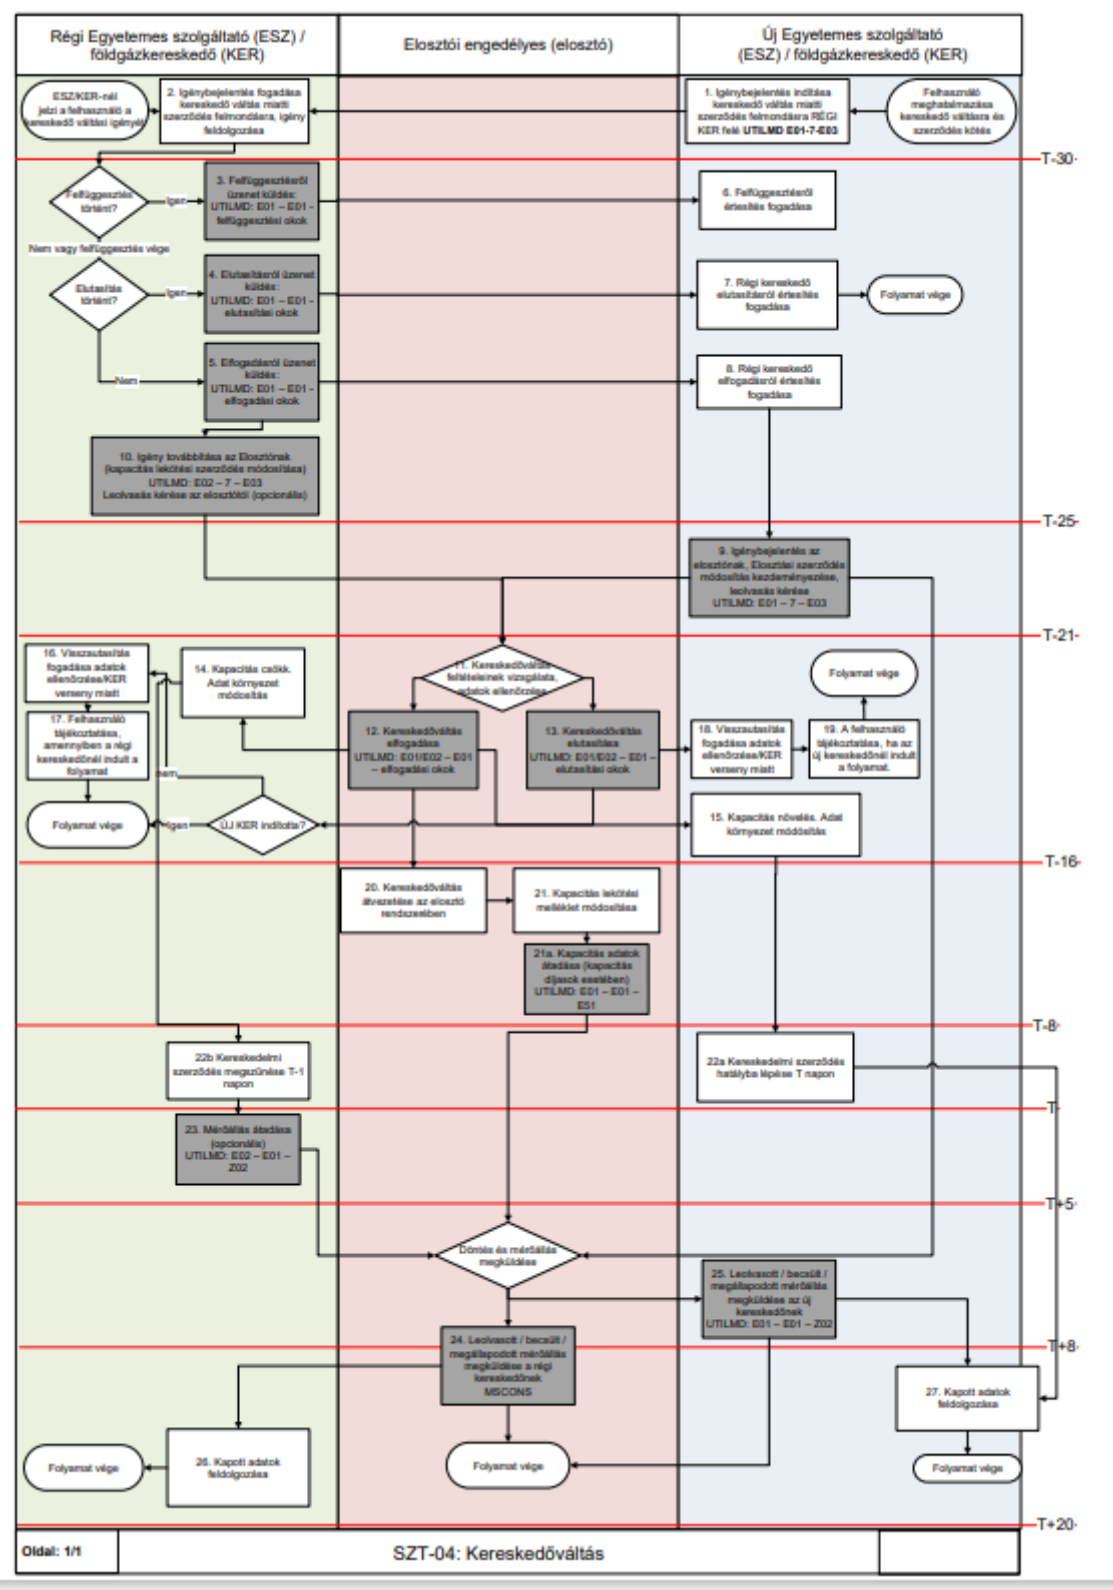 Régi Egyetemes szolgáltató (ESZ) /
földgázkereskedő (KER)
Elosztói engedélyes (elosztó)
Új Egyetemes szolgáltató
(ESZ) / földgázkereskedő (KER)
ESZ/KER-nél
jelzi a felhasználó a
kereskedő váltási igényét
2. Igénybejelentés fogadása
kereskedő váltás miatti
szerződés felmondásra, igény
feldolgozása
1. Igénybejelentés indítása
kereskedő váltás miatti
szerződés felmondásra RÉGI
KER felé UTILMD E01-7-E03
Felhasználó
meghatalmazása
kereskedő váltásra és
szerződés kötés
T-30
Felfüggesztés
történt?
Igen
3. Felfüggesztésről
üzenet küldés:
UTILMD: E01 – E01 -
felfüggesztési okok
6. Felfüggesztésről
értesítés fogadása
Nem vagy felfüggesztés vége
Elutasítás
történt?
Igen
4. Elutasításról üzenet
küldés:
UTILMD: E01 – E01 -
elutasítási okok
7. Régi kereskedő
elutasításról értesítés
fogadása
Folyamat vége
Nem
5. Elfogadásról üzenet
küldés:
UTILMD: E01 – E01 -
elfogadási okok
8. Régi kereskedő
elfogadásról értesítés
fogadása
10. Igény továbbítása az Elosztónak
(kapacitás lekötési szerződés módosítása)
UTILMD: E02 – 7 – E03
Leolvasás kérése az elosztótól (opcionális)
T-25
9. Igénybejelentés az
elosztónak, Elosztási szerződés
módosítás kezdeményezése,
leolvasás kérése
UTILMD: E01 – 7 – E03
T-21
16. Visszautasítás
fogadása adatok
ellenőrzése/KER
verseny miatt
14. Kapacitás csökk.
Adat környezet
módosítás
11. Kereskedőváltás
feltételeinek vizsgálata,
adatok ellenőrzése
Folyamat vége
17. Felhasználó
tájékoztatása,
amennyiben a régi
kereskedőnél indult a
folyamat
12. Kereskedőváltás
elfogadása
UTILMD: E01/E02 – E01
– elfogadási okok
13. Kereskedőváltás
elutasítása
UTILMD: E01/E02 – E01 –
elutasítási okok
18. Visszautasítás
fogadása adatok
ellenőrzése/KER
verseny miatt
19. A felhasználó
tájékoztatása, ha az
új kereskedőnél indult
a folyamat.
nem
Folyamat vége
Igen
ÚJ KER indította?
15. Kapacitás növelés. Adat
környezet módósítás
T-16
20. Kereskedőváltás
átvezetése az elosztó
rendszerében
21. Kapacitás lekötési
melléklet módosítása
21a. Kapacitás adatok
átadása (kapacitás
díjasok esetében)
UTILMD: E01 – E01 –
E51
T-8
22b Kereskedelmi
szerződés megszűnése T-1
napon
22a Kereskedelmi szerződés
hatályba lépése T napon
T
23. Mérőállás átadása
(opcionális)
UTILMD: E02 – E01 –
Z02
T+5
Döntés és mérőállás
megküldése
25. Leolvasott / becsült /
megállapodott mérőállás
megküldése az új
kereskedőnek
UTILMD: E01 – E01 – Z02
24. Leolvasott / becsült /
megállapodott mérőállás
megküldése a régi
kereskedőnek
MSCONS
T+8
27. Kapott adatok
feldolgozása
Folyamat vége
26. Kapott adatok
feldolgozása
Folyamat vége
Folyamat vége
T+20
Oldal: 1/1
SZT-04: Kereskedőváltás